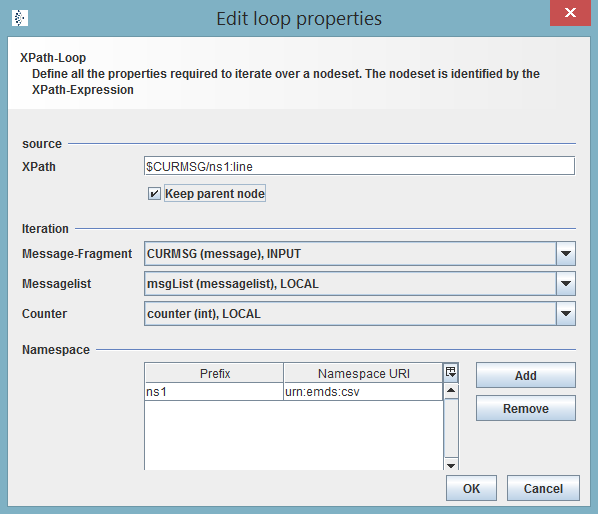 Edit loop properties
XPath-Loop
Define all the properties required to iterate over a nodeset. The nodeset is identified by the
XPath-Expression
source
XPath $CURMSG/ns1:line
Keep parent node
Iteration
Message-Fragment CURMSG (message), INPUT
Messagelist msgList (messagelist), LOCAL
Counter counter (int), LOCAL
Namespace
Prefix Namespace URI Add
ns1 urn:emds:csv
Remove
OK Cancel